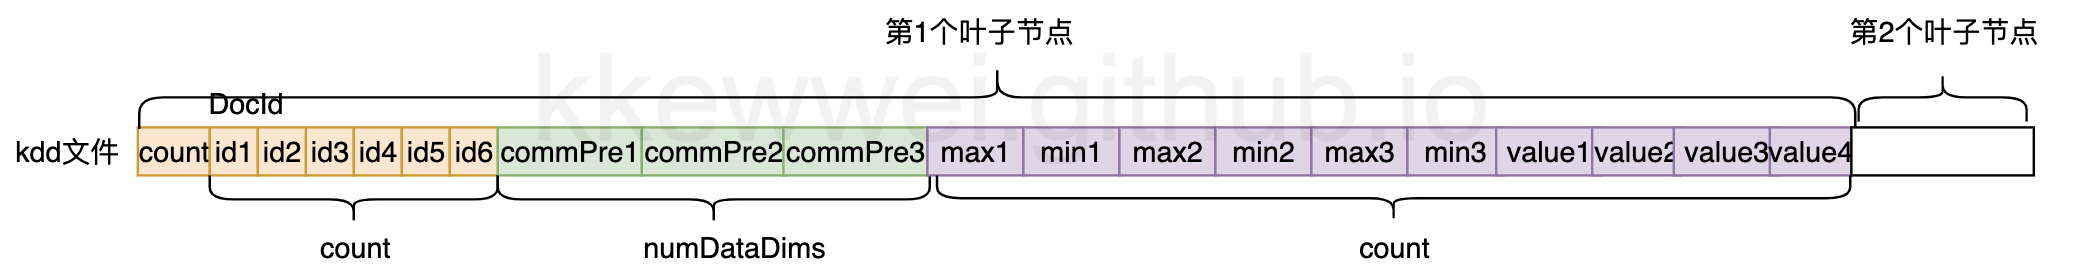 kkewwei.github.io
第1个叶子节点
第2个叶子节点
DocId
kdd文件 count id1 id2 id3 id4 id5 id6 commPre1 commPre2 commPre3 max1 min1 max2 min2 max3 min3 value1 value2 value3 value4
count numDataDims count